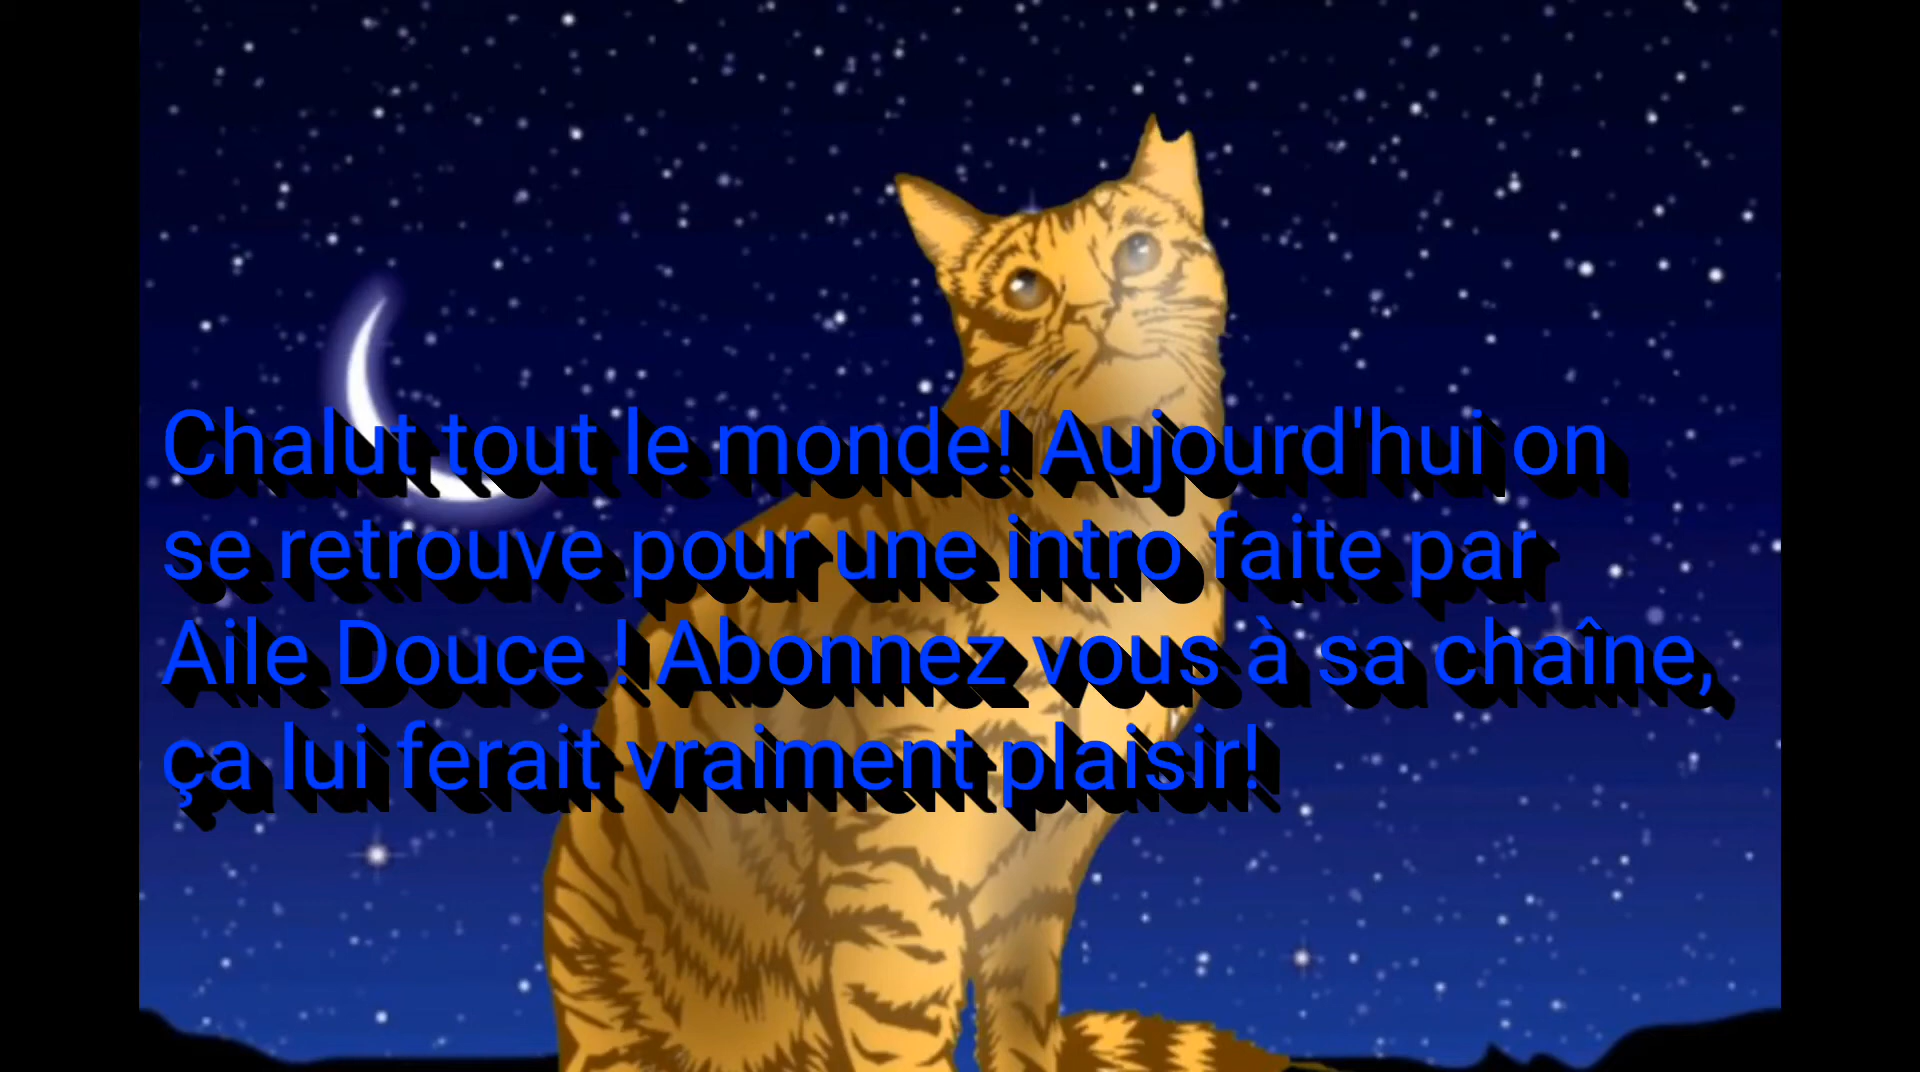 Chalut tout le monde! Aujourd'hui on
se retrouve pour une intro faite par
Aile Douce ! Abonnez vous à sa chaîne,
ça lui ferait vraiment plaisir!